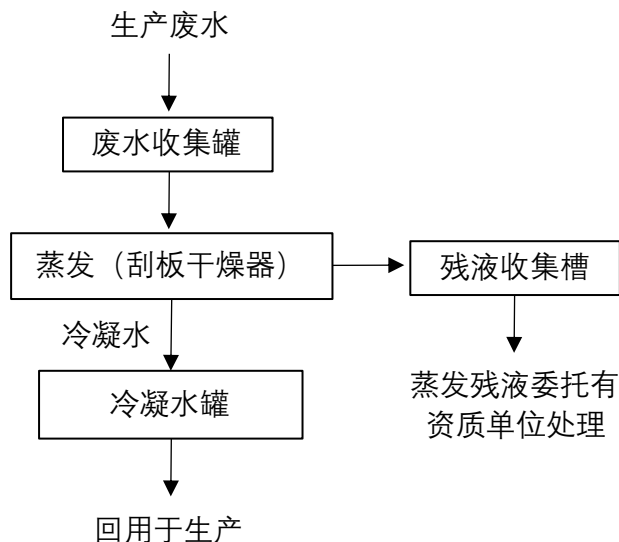 生产废水
废水收集罐
蒸发（刮板干燥器）
残液收集槽
冷凝水
冷凝水罐
蒸发残液委托有
资质单位处理
回用于生产